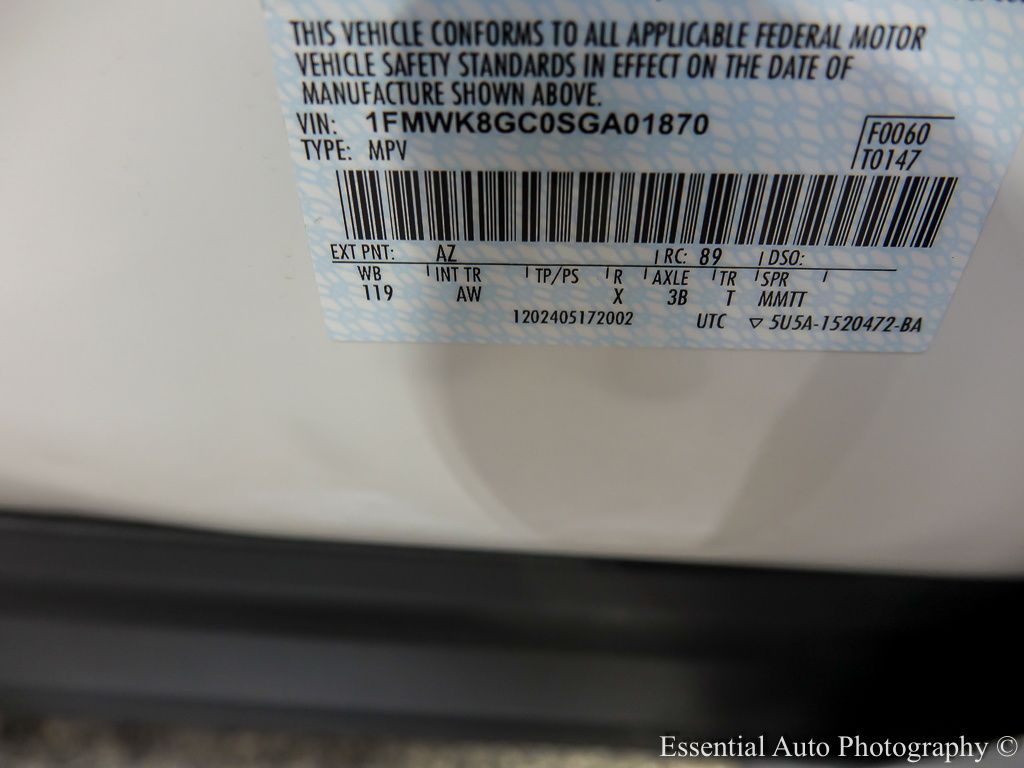 THIS VEHICLE CONFORMS TO ALL APPLICABLE FEDERAL MOTOR
VEHICLE SAFETY STANDARDS IN EFFECT ON THE DATE OF
MANUFACTURE SHOWN ABOVE.
VIN: 1FMWK8GC0SGA01870
F0060
TYPE: MPV
T0147
EXT PNT: AZ RC: 89 DSO:
WB INT TR TP/PS R AXLE TR SPR
119 AW X 3B T MMTT
1202405172002 UTC ▽ 5U5A-1520472-BA
Essential Auto Photography ©